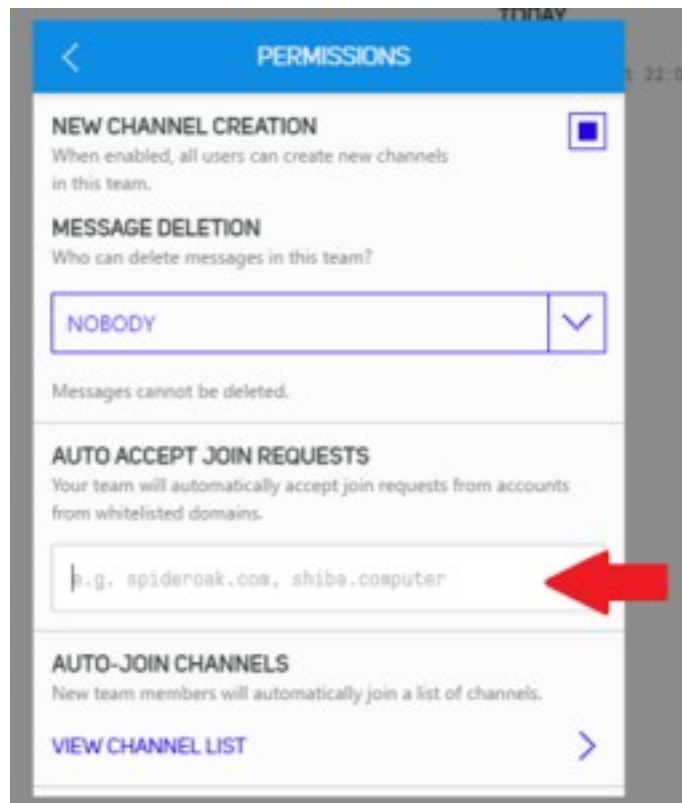 TODAY
PERMISSIONS
22:0
NEW CHANNEL CREATION
When enabled, all users can create new channels
in this team.
MESSAGE DELETION
Who can delete messages in this team?
NOBODY
Messages cannot be deleted.
AUTO ACCEPT JOIN REQUESTS
Your team will automatically accept join requests from accounts
from whitelisted domains.
e.g. spideroak.com, shiba.computer
AUTO-JOIN CHANNELS
New team members will automatically join a list of channels.
VIEW CHANNEL LIST